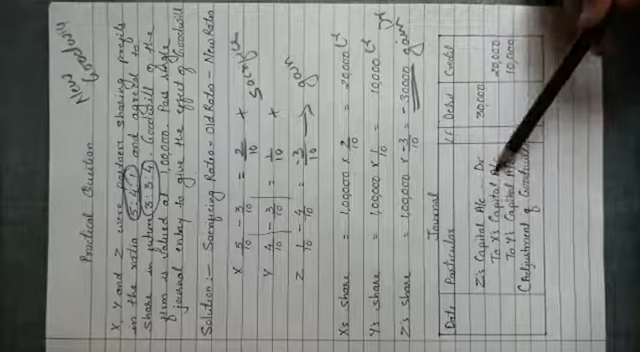 Practical Question
New
Goodwill
X, Y and Z were partners sharing profits
in the ratio 5:4:1 and agreed to
share in future 3:3:4. Goodwill of the
firm is valued at 1,00,000. Pass single
journal entry to give the effect of Goodwill
Solution:- Sacrificing Ratio = Old Ratio - New Ratio
X 5/10 - 3/10 = 2/10 + sacrifice
Y 4/10 - 3/10 = 1/10 +
Z 1/10 - 4/10 = -3/10 → gain
X's share = 1,00,000 × 2/10 = 20,000 Cr
Y's share = 1,00,000 × 1/10 = 10,000 Cr
Z's share = 1,00,000 × -3/10 = -30000 gain
Journal
Date Particular Debit Credit
Z's Capital A/c .. Dr 30,000
To X's Capital A/c 20,000
To Y's Capital 10,000
(Adjustment of Goodwill